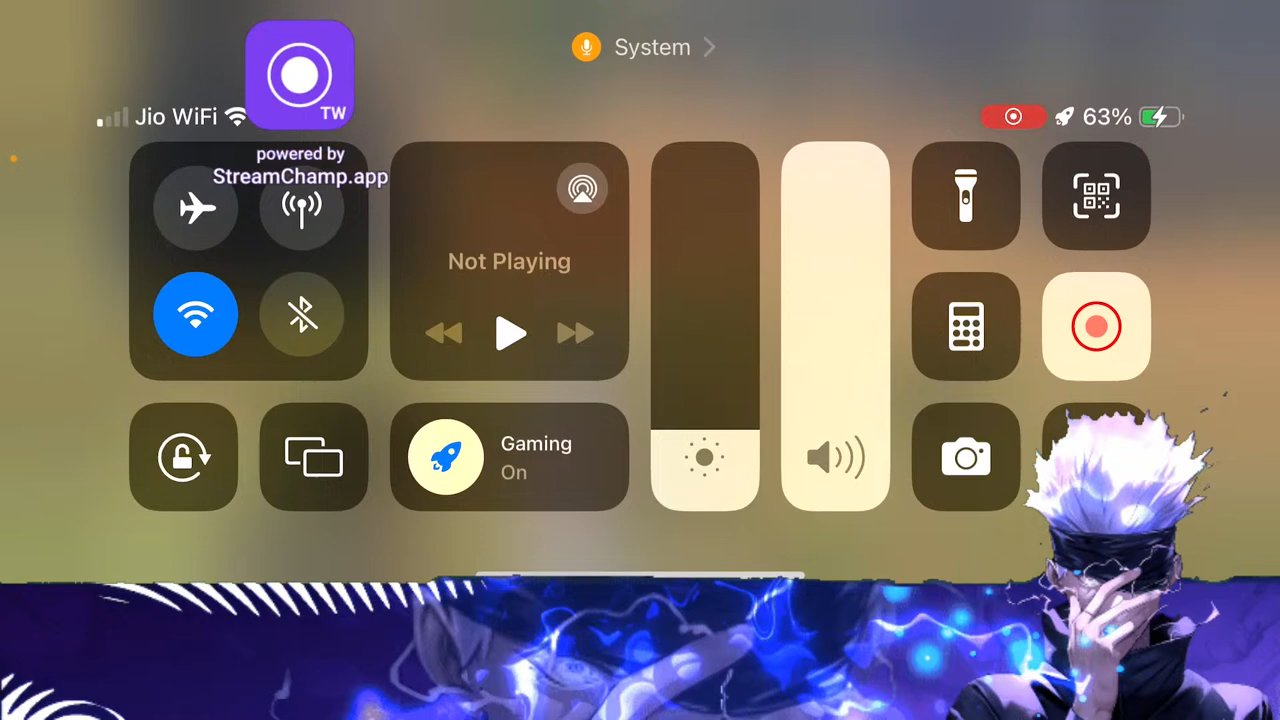 System
Jio WiFi
63%
TW
powered by
StreamChamp.app
Not Playing
Gaming
On